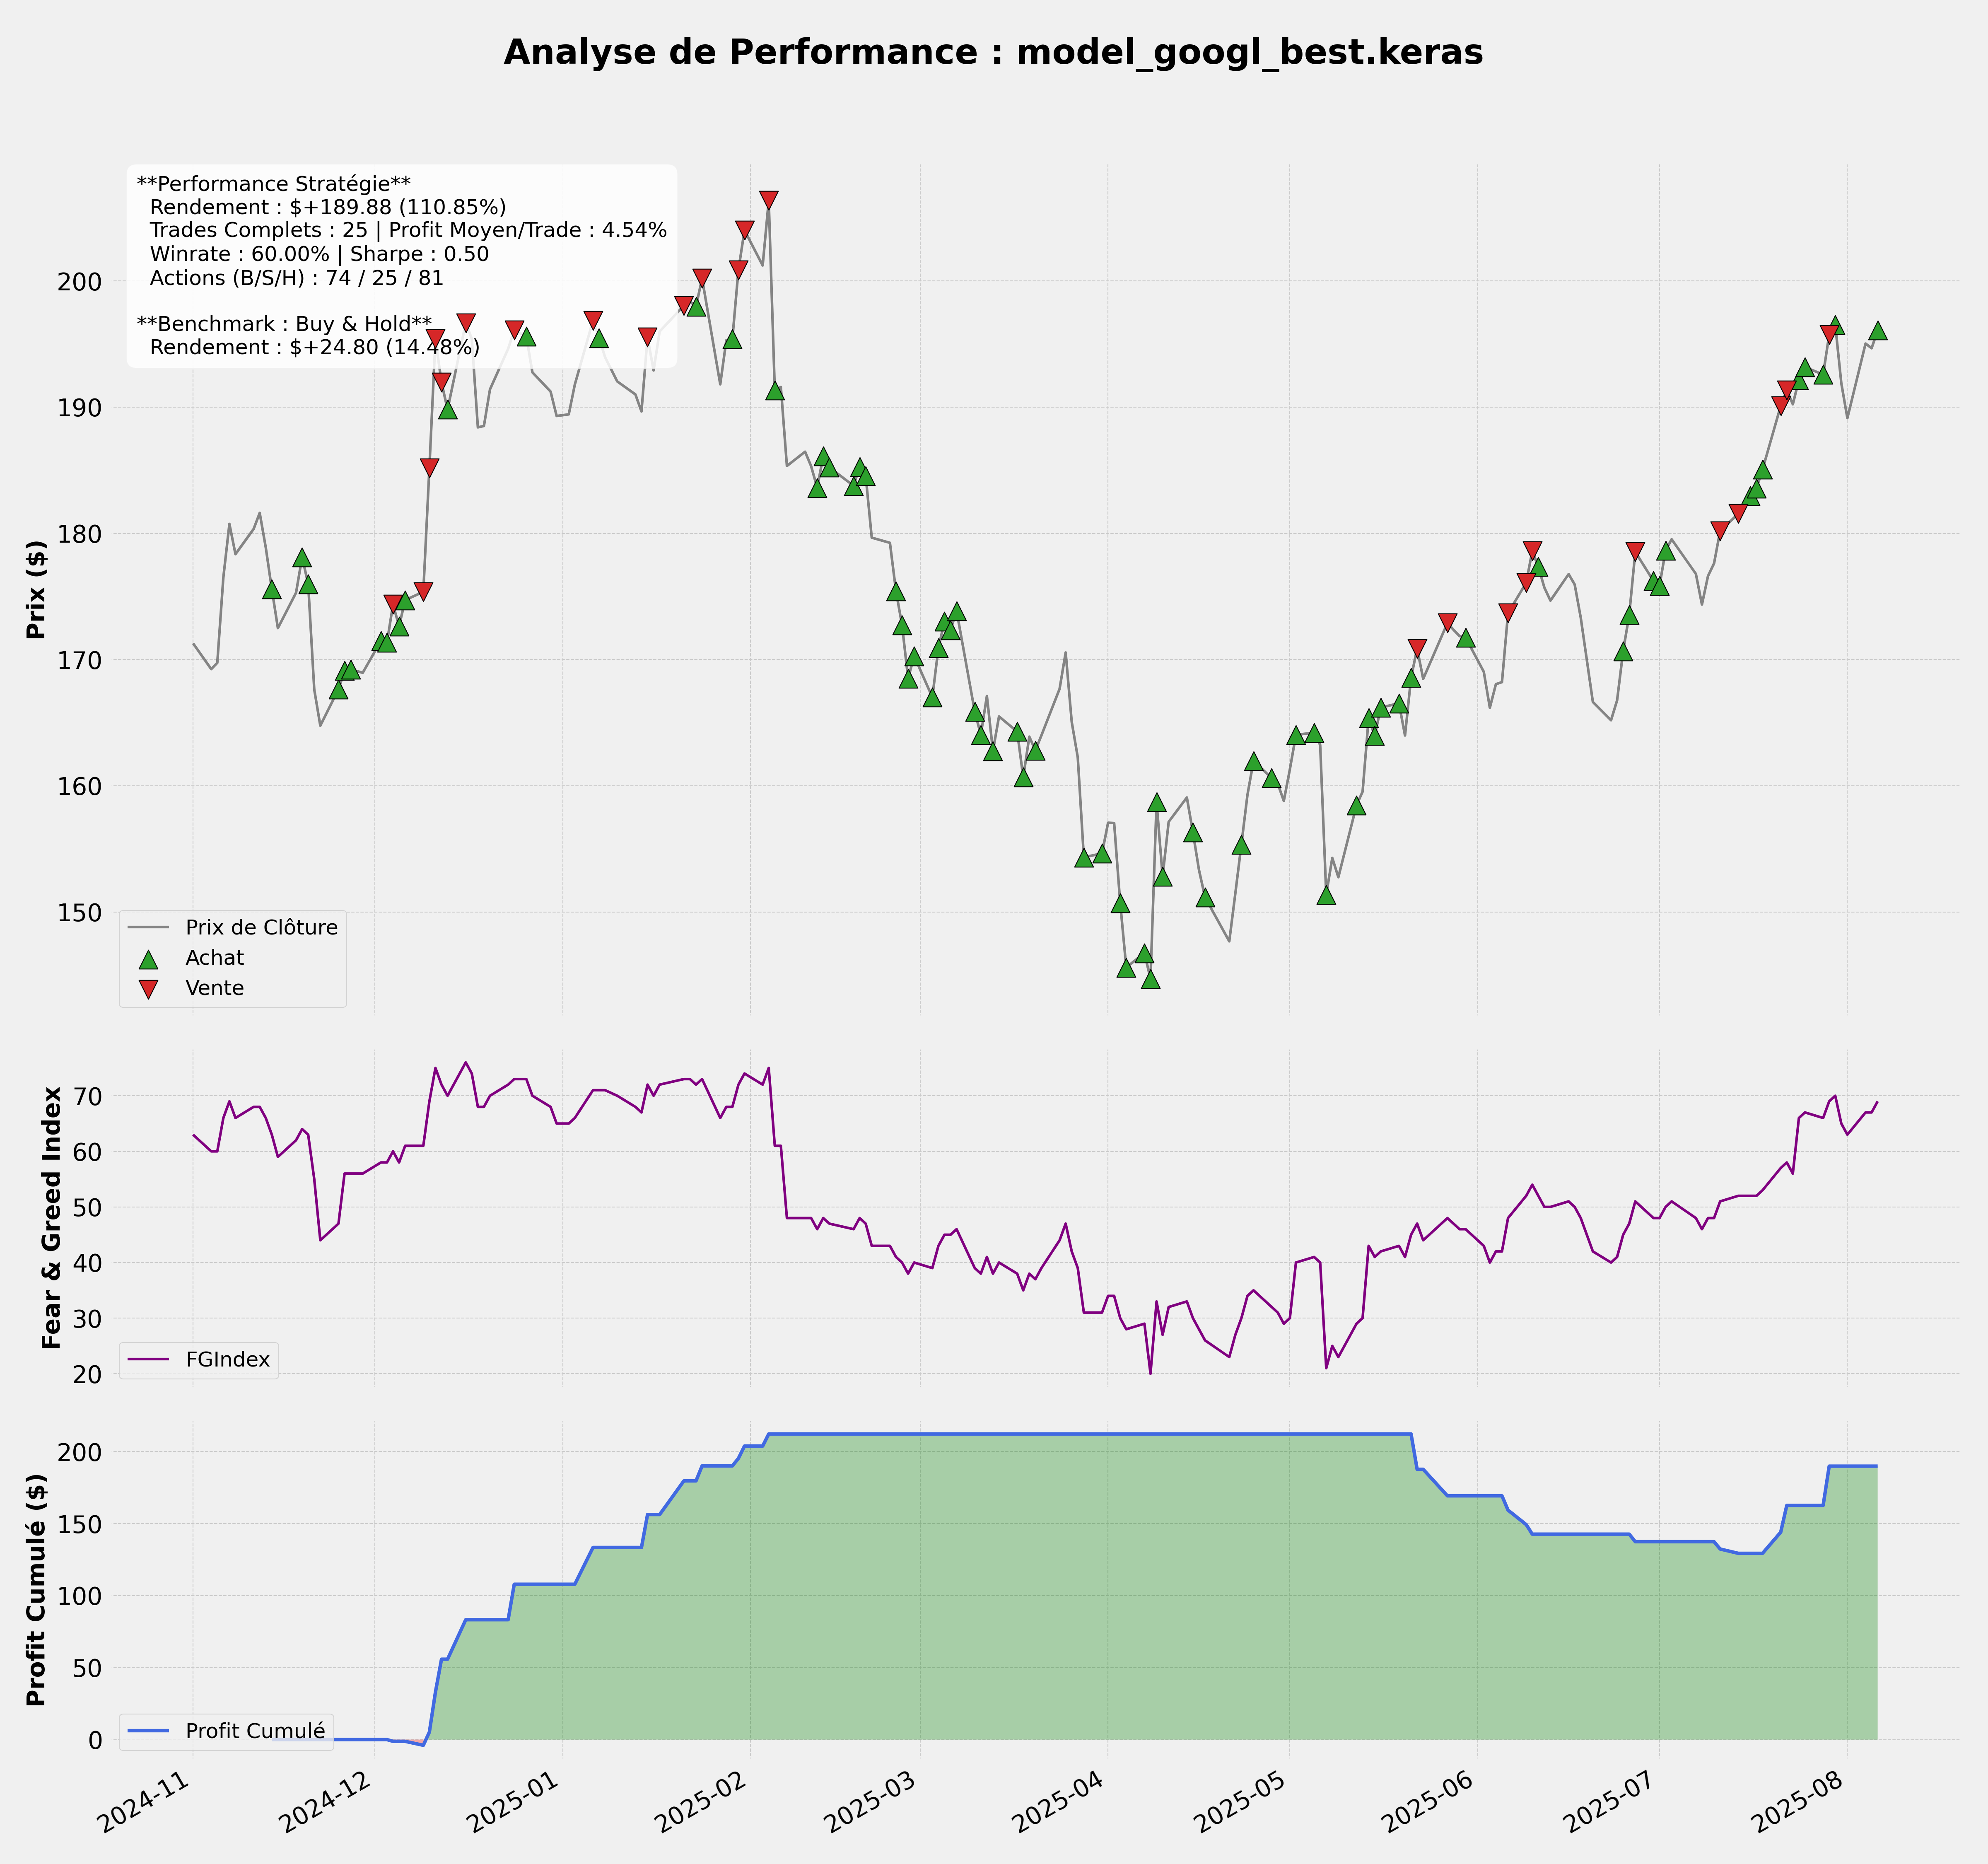 Analyse de Performance : model_googl_best.keras
**Performance Stratégie**
Rendement : $+189.88 (110.85%)
Trades Complets : 25 | Profit Moyen/Trade : 4.54%
Winrate : 60.00% | Sharpe : 0.50
Actions (B/S/H) : 74 / 25 / 81
**Benchmark : Buy & Hold**
Rendement : $+24.80 (14.48%)
Prix ($)
200
190
180
170
160
150
Prix de Clôture
Achat
Vente
Fear & Greed Index
70
60
50
40
30
20
FGIndex
Profit Cumulé ($)
200
150
100
50
0
Profit Cumulé
2024-11
2024-12
2025-01
2025-02
2025-03
2025-04
2025-05
2025-06
2025-07
2025-08